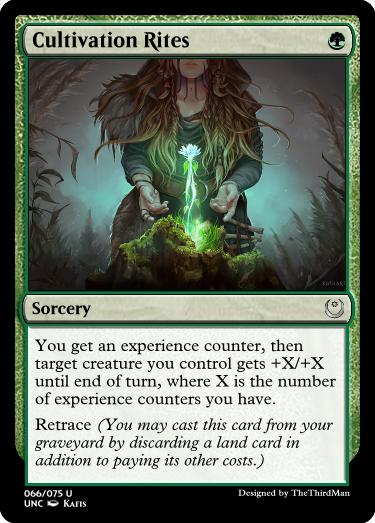 Cultivation Rites
Sorcery
You get an experience counter, then
target creature you control gets +X/+X
until end of turn, where X is the number
of experience counters you have.
Retrace (You may cast this card from your
graveyard by discarding a land card in
addition to paying its other costs.)
066/075 U
UNC Kafis Designed by TheThirdMan